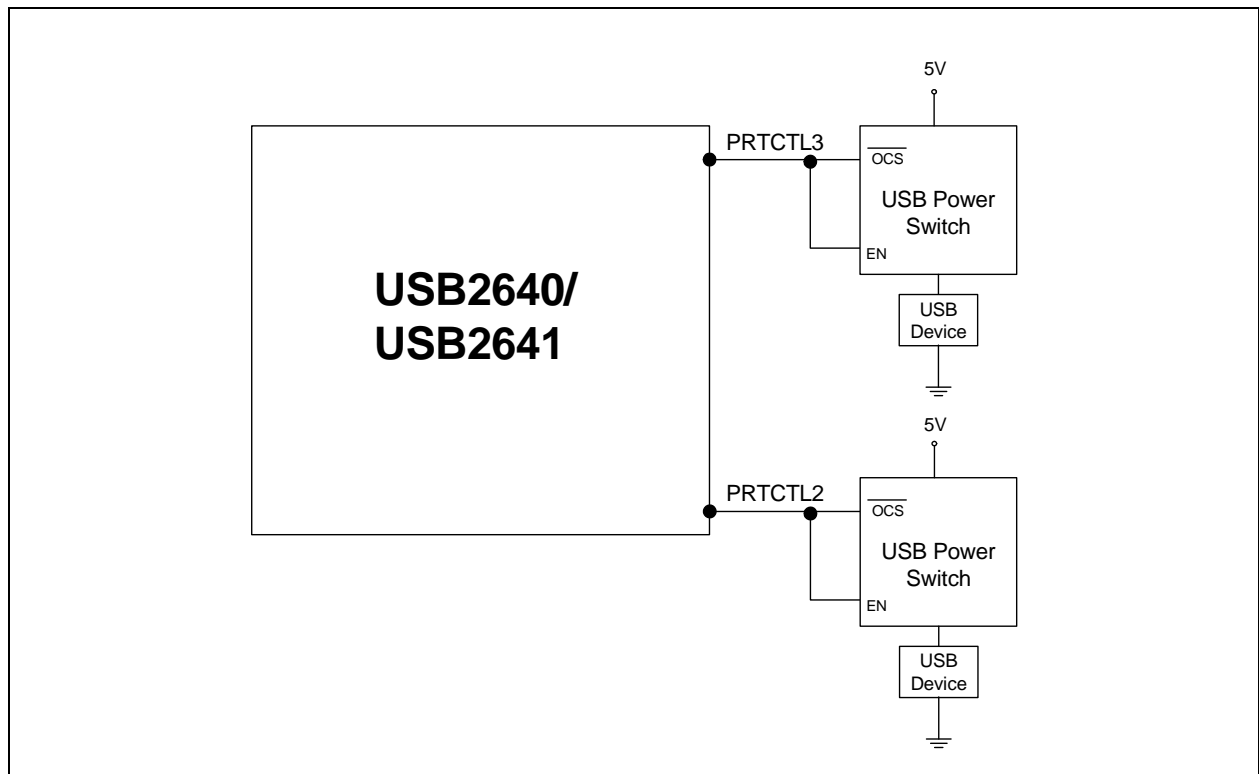 5V
PRTCTL3
OCS
USB Power
Switch
EN
USB
Device
USB2640/
USB2641
5V
PRTCTL2
OCS
USB Power
Switch
EN
USB
Device